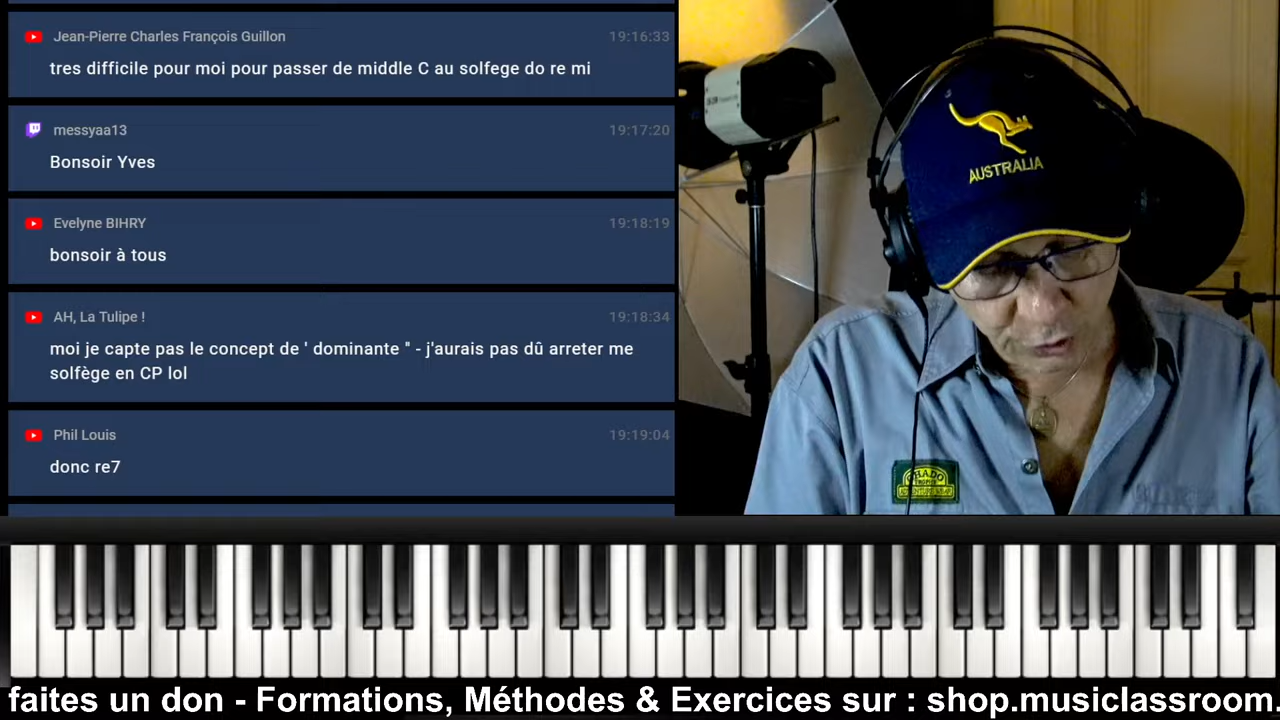 Jean-Pierre Charles François Guillon 19:16:33
tres difficile pour moi pour passer de middle C au solfege do re mi
messyaa13 19:17:20
Bonsoir Yves
Evelyne BIHRY 19:18:19
bonsoir à tous
AH, La Tulipe ! 19:18:34
moi je capte pas le concept de ' dominante " - j'aurais pas dû arreter me
solfège en CP lol
Phil Louis 19:19:04
donc re7
AUSTRALIA
faites un don - Formations, Méthodes & Exercices sur : shop.musiclassroom.